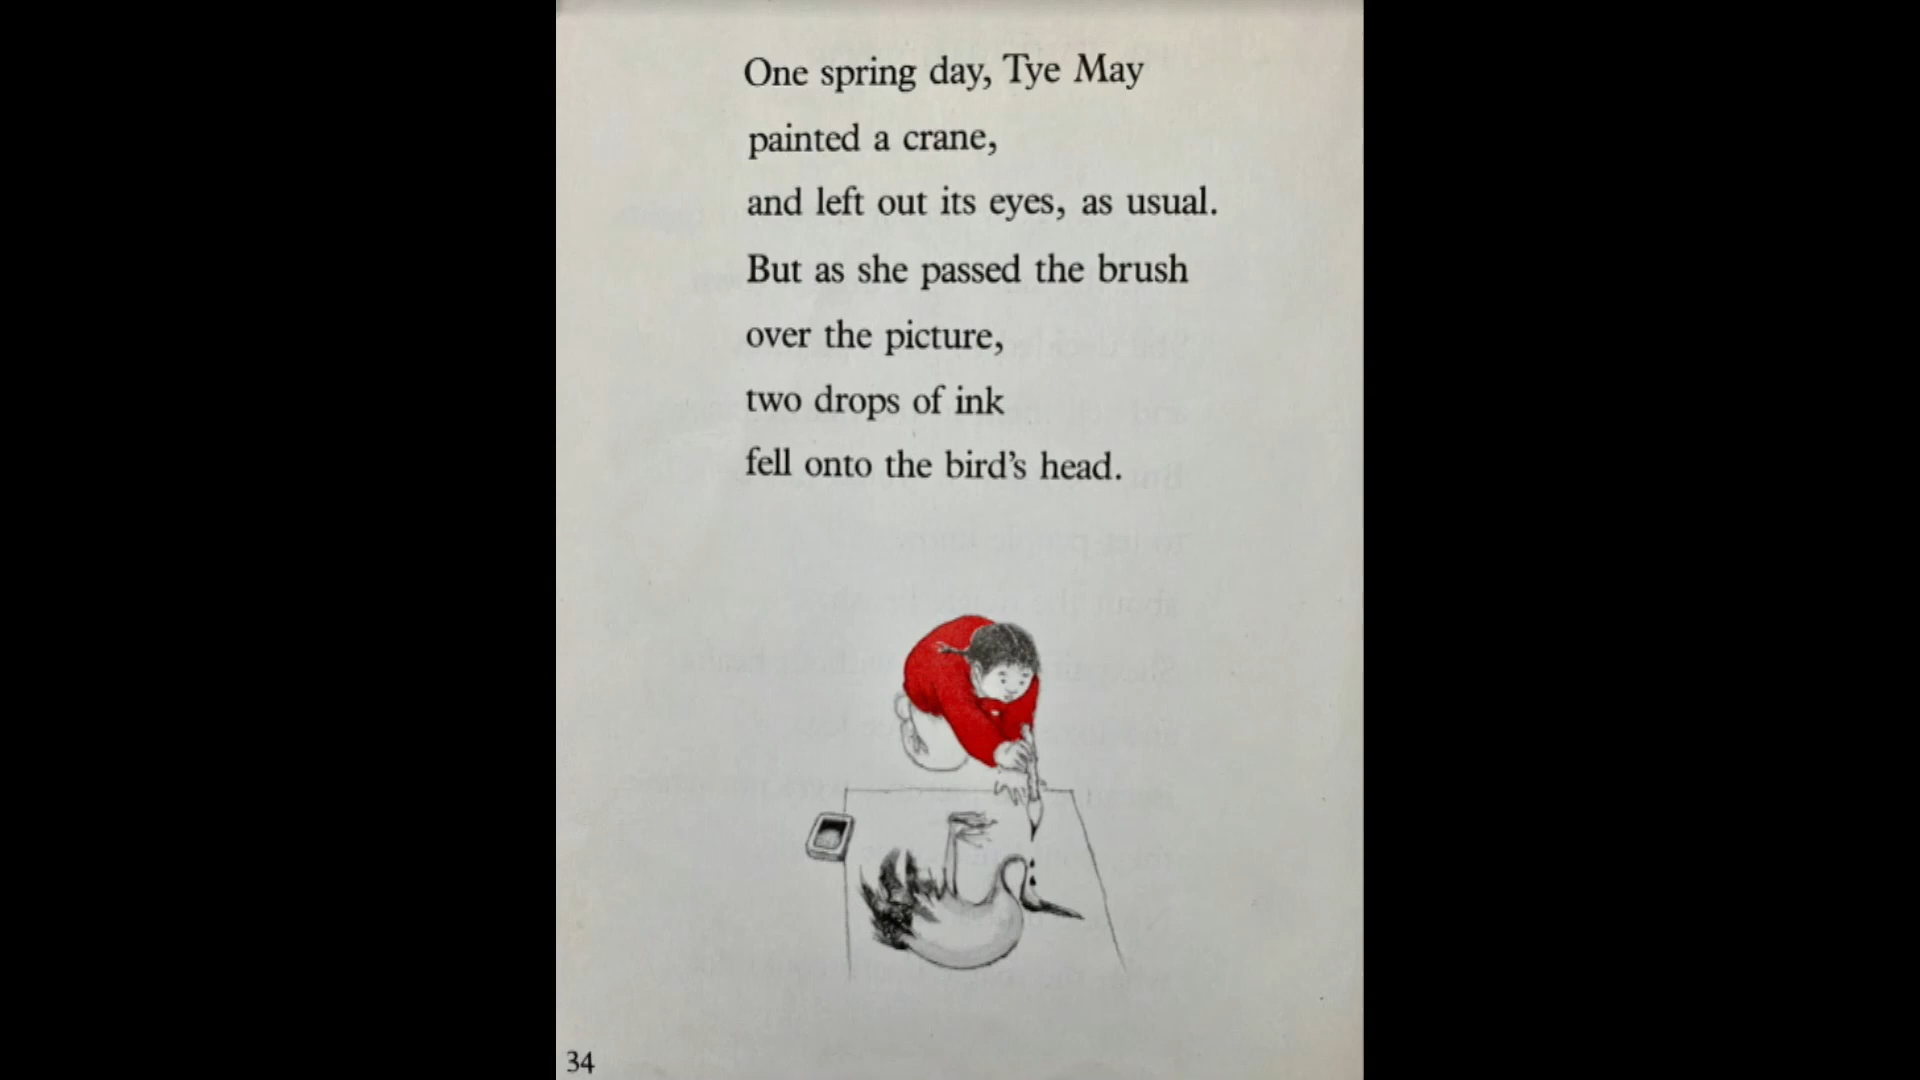 One spring day, Tye May
painted a crane,
and left out its eyes, as usual.
But as she passed the brush
over the picture,
two drops of ink
fell onto the bird’s head.
34